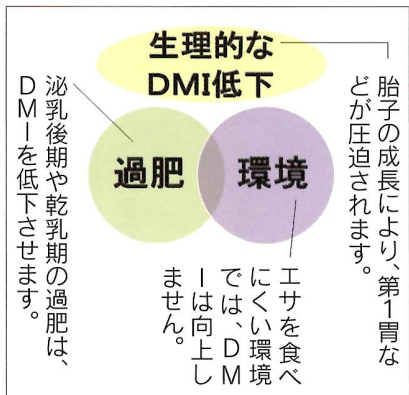 生理的な
DMI低下
胎子の成長により、第1胃な
どが圧迫されます。
過肥
環境
エサを食べ
にくい環境
では、DM
Iは向上し
ません。
泌乳後期や乾乳期の過肥は、
DMIを低下させます。